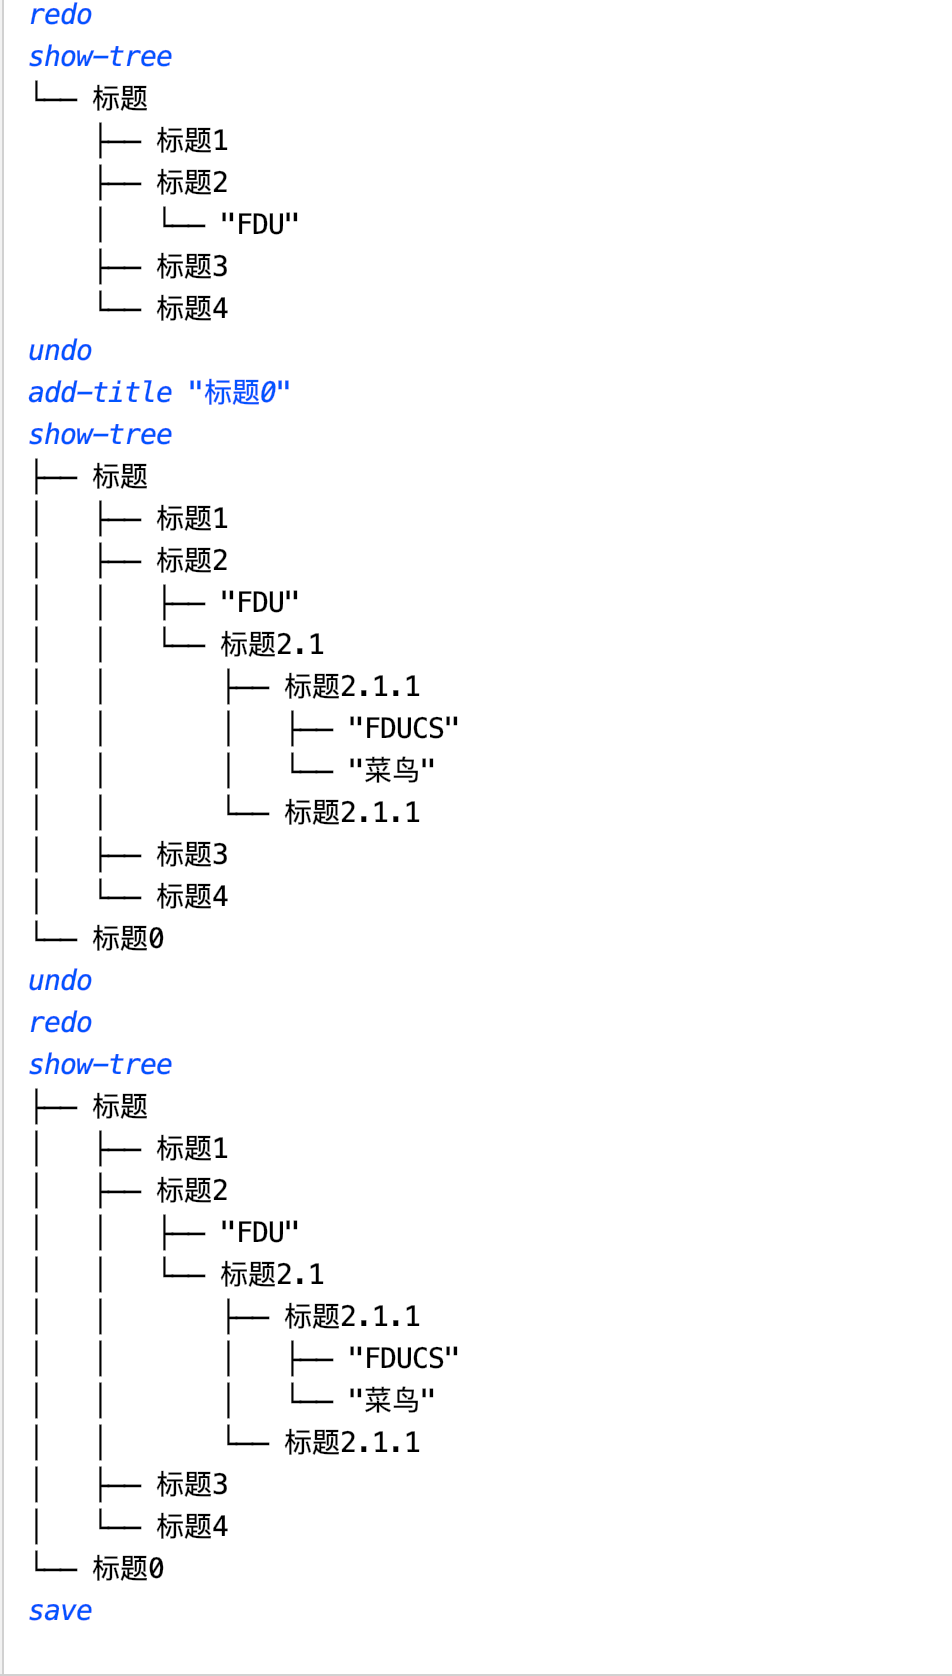 redo
show-tree
└── 标题
    ├── 标题1
    ├── 标题2
    │   └── "FDU"
    ├── 标题3
    └── 标题4
undo
add-title "标题0"
show-tree
├── 标题
│   ├── 标题1
│   ├── 标题2
│   │   ├── "FDU"
│   │   └── 标题2.1
│   │       ├── 标题2.1.1
│   │       │   ├── "FDUCS"
│   │       │   └── "菜鸟"
│   │       └── 标题2.1.1
│   ├── 标题3
│   └── 标题4
└── 标题0
undo
redo
show-tree
├── 标题
│   ├── 标题1
│   ├── 标题2
│   │   ├── "FDU"
│   │   └── 标题2.1
│   │       ├── 标题2.1.1
│   │       │   ├── "FDUCS"
│   │       │   └── "菜鸟"
│   │       └── 标题2.1.1
│   ├── 标题3
│   └── 标题4
└── 标题0
save